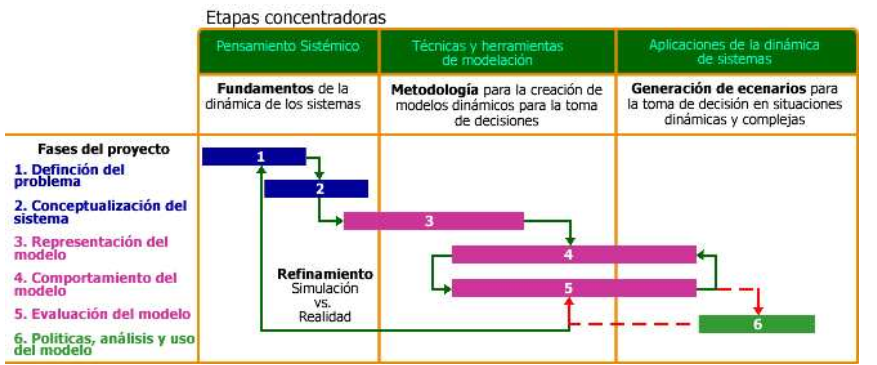 Etapas concentradoras
Pensamiento Sistémico
Técnicas y herramientas
de modelación
Aplicaciones de la dinámica
de sistemas
Fundamentos de la
dinámica de los sistemas
Metodología para la creación de
modelos dinámicos para la toma
de decisiones
Generación de ecenarios para
la toma de decisión en situaciones
dinámicas y complejas
Fases del proyecto
1. Definción del
problema
2. Conceptualización del
sistema
3. Representación del
modelo
4. Comportamiento del
modelo
5. Evaluación del modelo
6. Politicas, análisis y uso
del modelo
1
2
3
4
Refinamiento
Simulación
vs.
Realidad
5
6